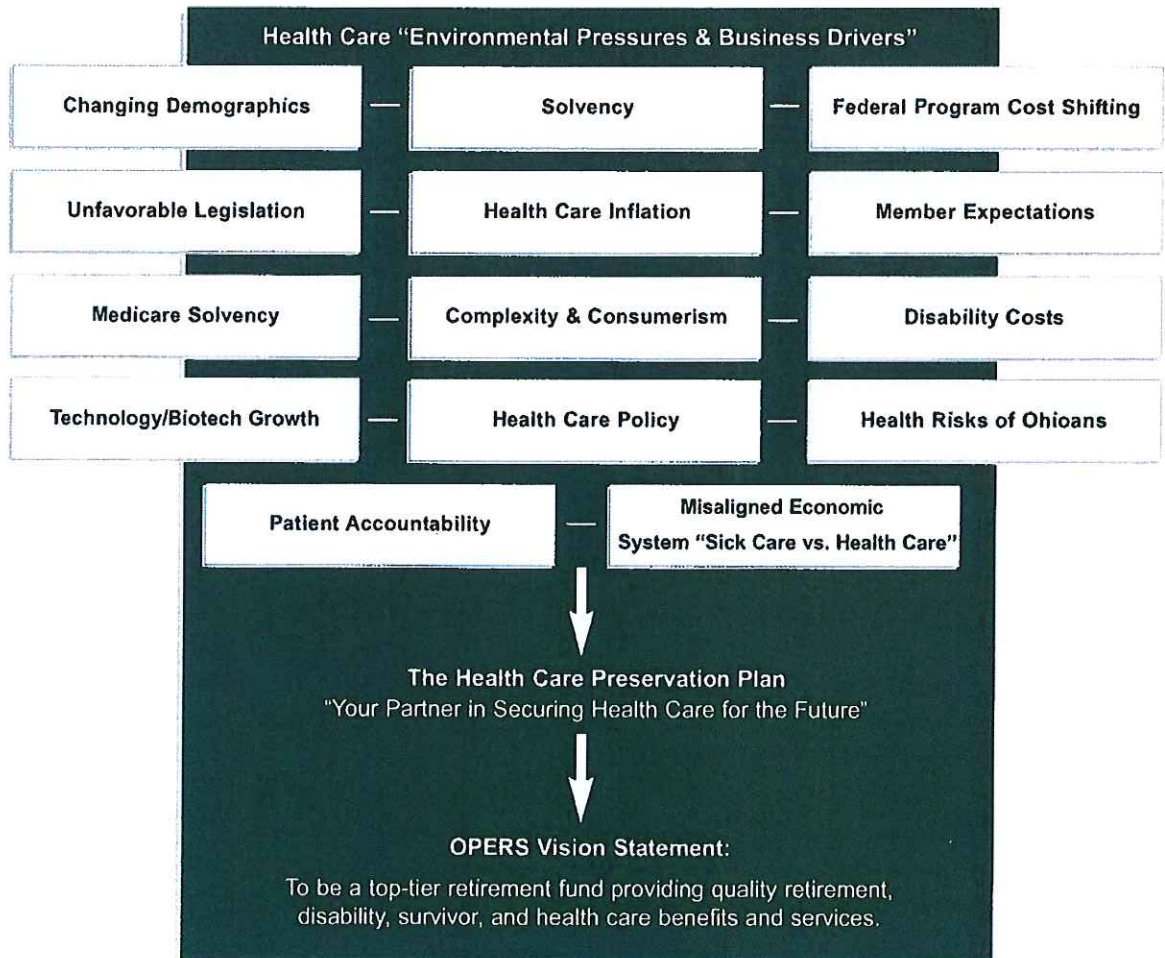 Health Care “Environmental Pressures & Business Drivers”
Changing Demographics
Solvency
Federal Program Cost Shifting
Unfavorable Legislation
Health Care Inflation
Member Expectations
Medicare Solvency
Complexity & Consumerism
Disability Costs
Technology/Biotech Growth
Health Care Policy
Health Risks of Ohioans
Patient Accountability
Misaligned Economic
System “Sick Care vs. Health Care”
The Health Care Preservation Plan
“Your Partner in Securing Health Care for the Future”
OPERS Vision Statement:
To be a top-tier retirement fund providing quality retirement,
disability, survivor, and health care benefits and services.